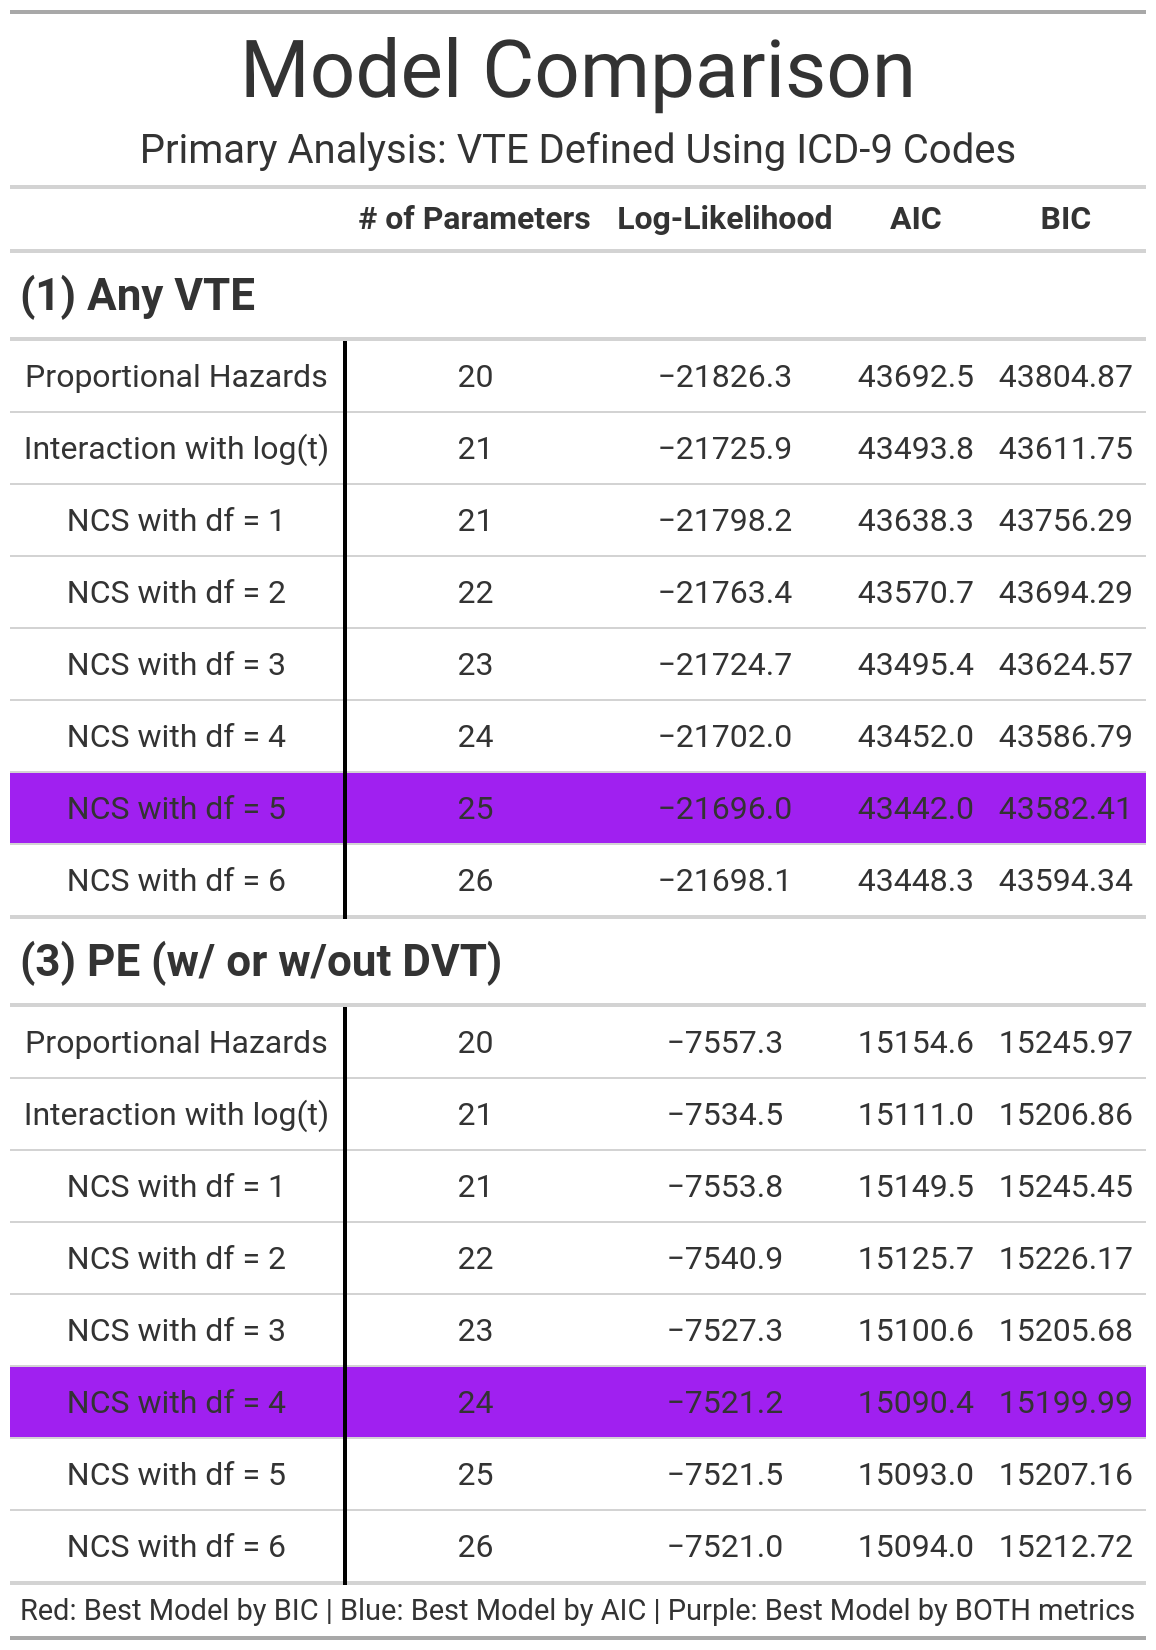 Model Comparison
Primary Analysis: VTE Defined Using ICD-9 Codes
# of Parameters Log-Likelihood AIC BIC
(1) Any VTE
Proportional Hazards 20 −21826.3 43692.5 43804.87
Interaction with log(t) 21 −21725.9 43493.8 43611.75
NCS with df = 1 21 −21798.2 43638.3 43756.29
NCS with df = 2 22 −21763.4 43570.7 43694.29
NCS with df = 3 23 −21724.7 43495.4 43624.57
NCS with df = 4 24 −21702.0 43452.0 43586.79
NCS with df = 5 25 −21696.0 43442.0 43582.41
NCS with df = 6 26 −21698.1 43448.3 43594.34
(3) PE (w/ or w/out DVT)
Proportional Hazards 20 −7557.3 15154.6 15245.97
Interaction with log(t) 21 −7534.5 15111.0 15206.86
NCS with df = 1 21 −7553.8 15149.5 15245.45
NCS with df = 2 22 −7540.9 15125.7 15226.17
NCS with df = 3 23 −7527.3 15100.6 15205.68
NCS with df = 4 24 −7521.2 15090.4 15199.99
NCS with df = 5 25 −7521.5 15093.0 15207.16
NCS with df = 6 26 −7521.0 15094.0 15212.72
Red: Best Model by BIC | Blue: Best Model by AIC | Purple: Best Model by BOTH metrics